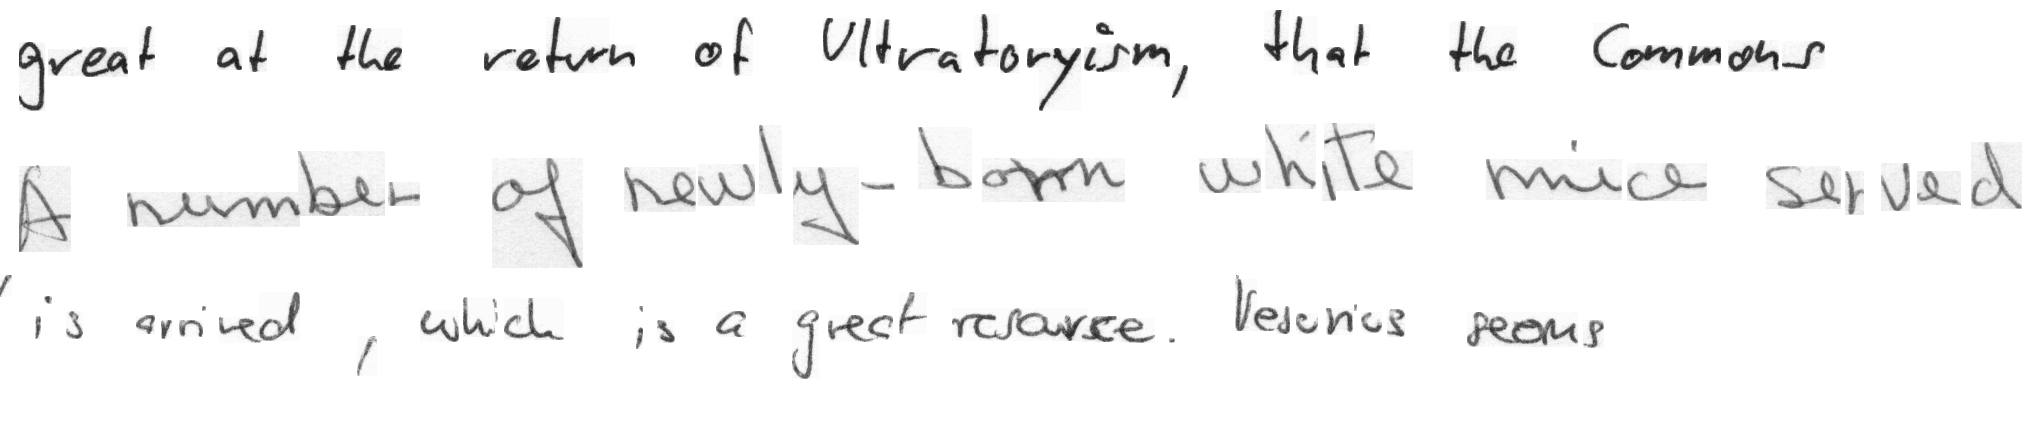 great at the return of Ultratoryism, that the Commons
A number of newly-born white mice served
is arrived, which is a great resource. Vesuvius seems